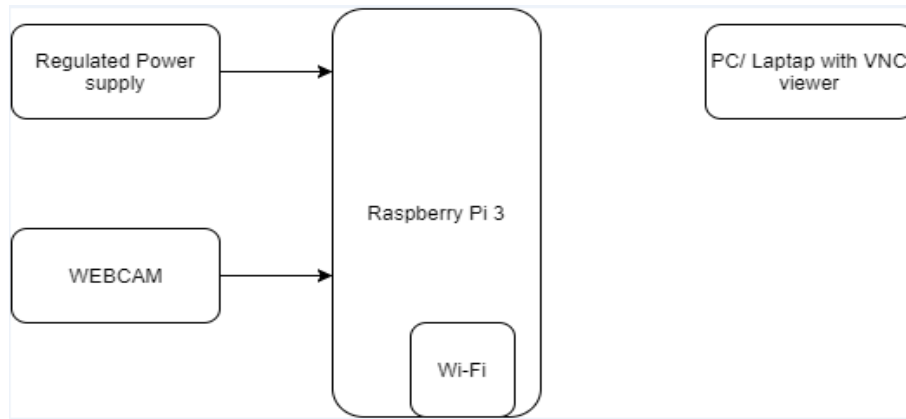 Regulated Power
supply
PC/ Laptap with VNC
viewer
Raspberry Pi 3
WEBCAM
Wi-Fi